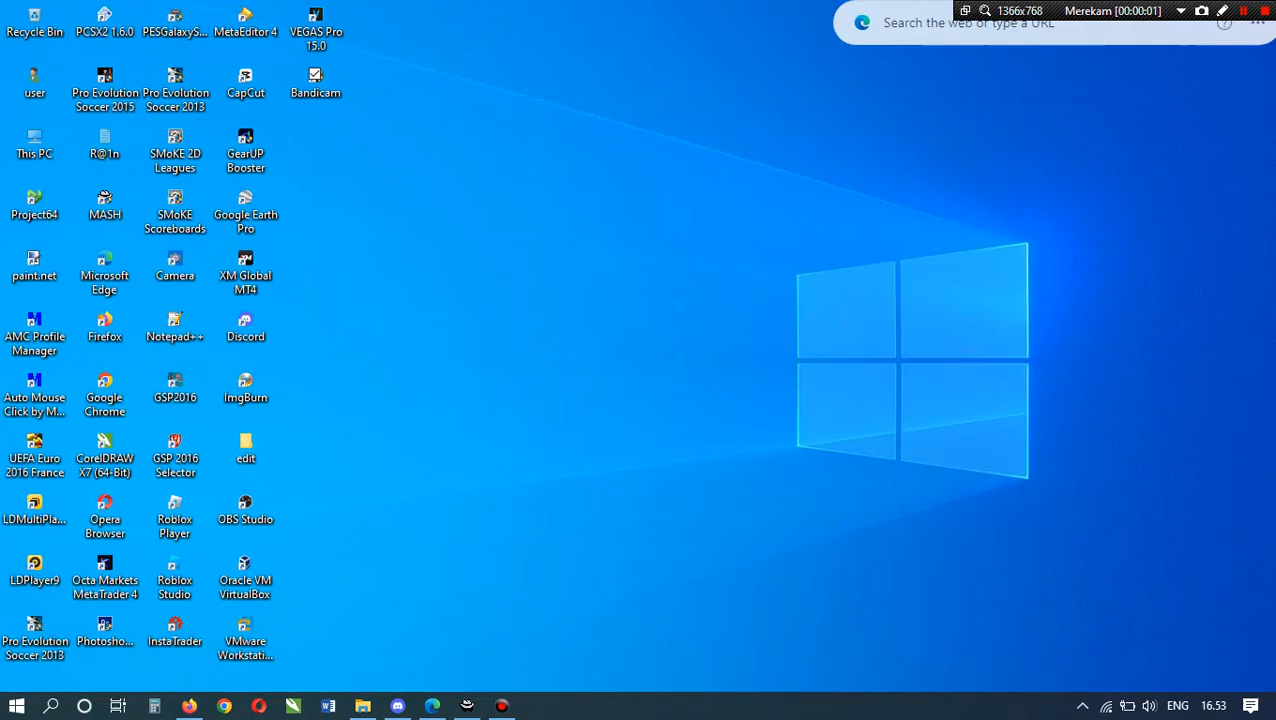 1366x768
Merekam [00:00:01]
Search the web or type a URL
Recycle Bin
PCSX2 1.6.0
PESGalaxyS...
MetaEditor 4
VEGAS Pro
15.0
user
Pro Evolution
Soccer 2015
Pro Evolution
Soccer 2013
CapCut
Bandicam
This PC
R@1n
SMoKE 2D
Leagues
GearUP
Booster
Project64
MASH
SMoKE
Scoreboards
Google Earth
Pro
paint.net
Microsoft
Edge
Camera
XM Global
MT4
AMC Profile
Manager
Firefox
Notepad++
Discord
Auto Mouse
Click by M...
Google
Chrome
GSP2016
ImgBurn
UEFA Euro
2016 France
CorelDRAW
X7 (64-Bit)
GSP 2016
Selector
edit
LDMultiPla...
Opera
Browser
Roblox
Player
OBS Studio
LDPlayer9
Octa Markets
MetaTrader 4
Roblox
Studio
Oracle VM
VirtualBox
Pro Evolution
Soccer 2013
Photosho...
InstaTrader
VMware
Workstati...
ENG
16.53